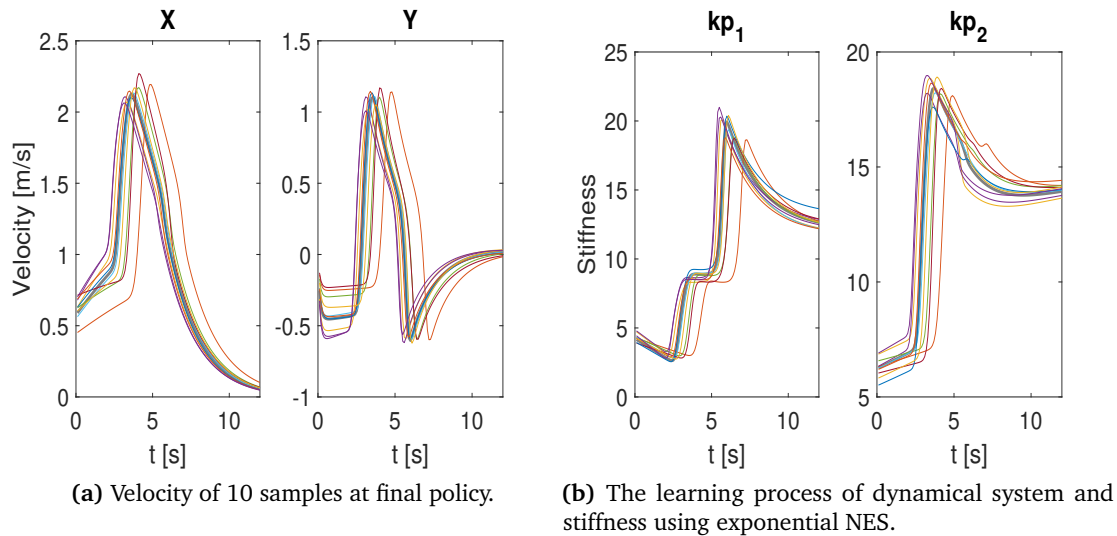 X
Y
kp1
kp2
2.5
2
1.5
1
0.5
0
Velocity [m/s]
0
5
10
t [s]
1.5
1
0.5
0
-0.5
-1
0
5
10
t [s]
25
20
15
10
5
0
Stiffness
0
5
10
t [s]
20
15
10
5
0
5
10
t [s]
(a) Velocity of 10 samples at final policy.
(b) The learning process of dynamical system and
stiffness using exponential NES.